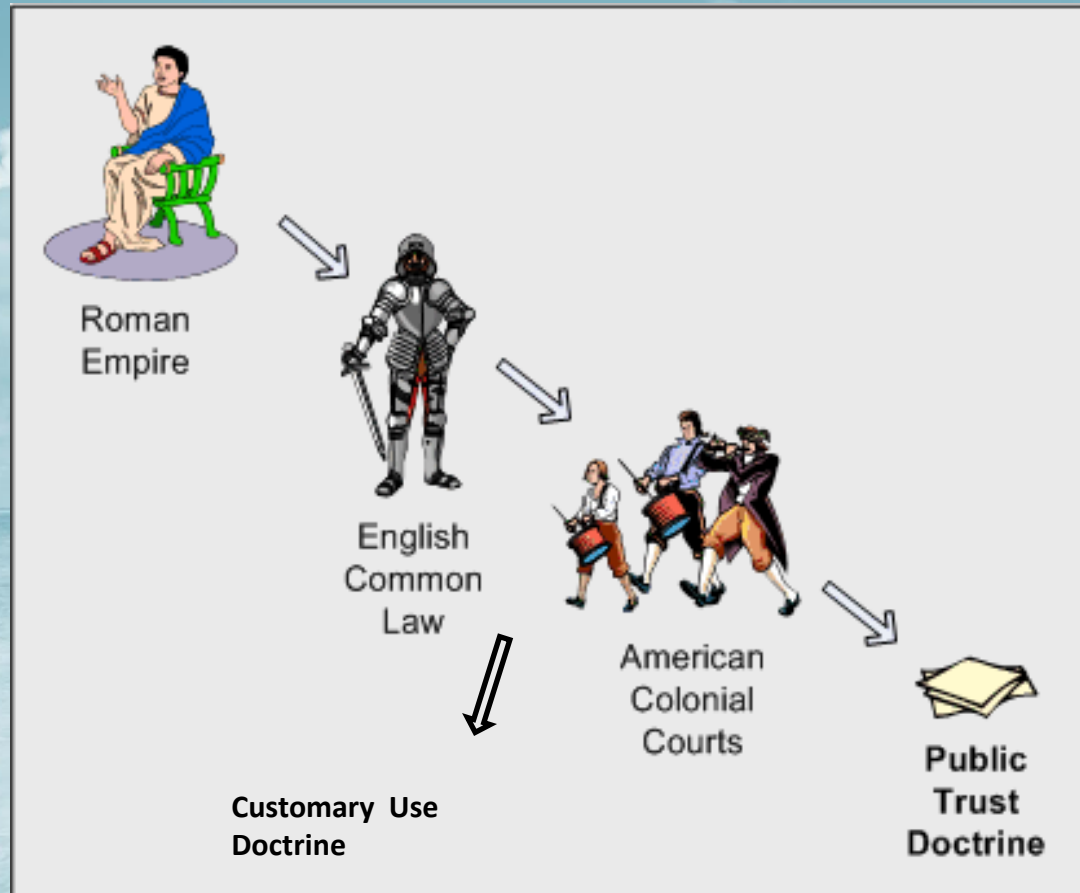 Roman
Empire
English
Common
Law
American
Colonial
Courts
Public
Trust
Doctrine
Customary Use
Doctrine